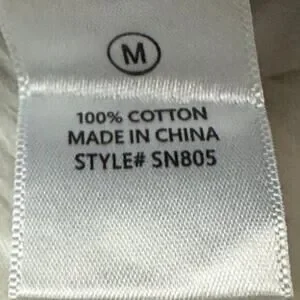 M
100% COTTON
MADE IN CHINA
STYLE# SN805